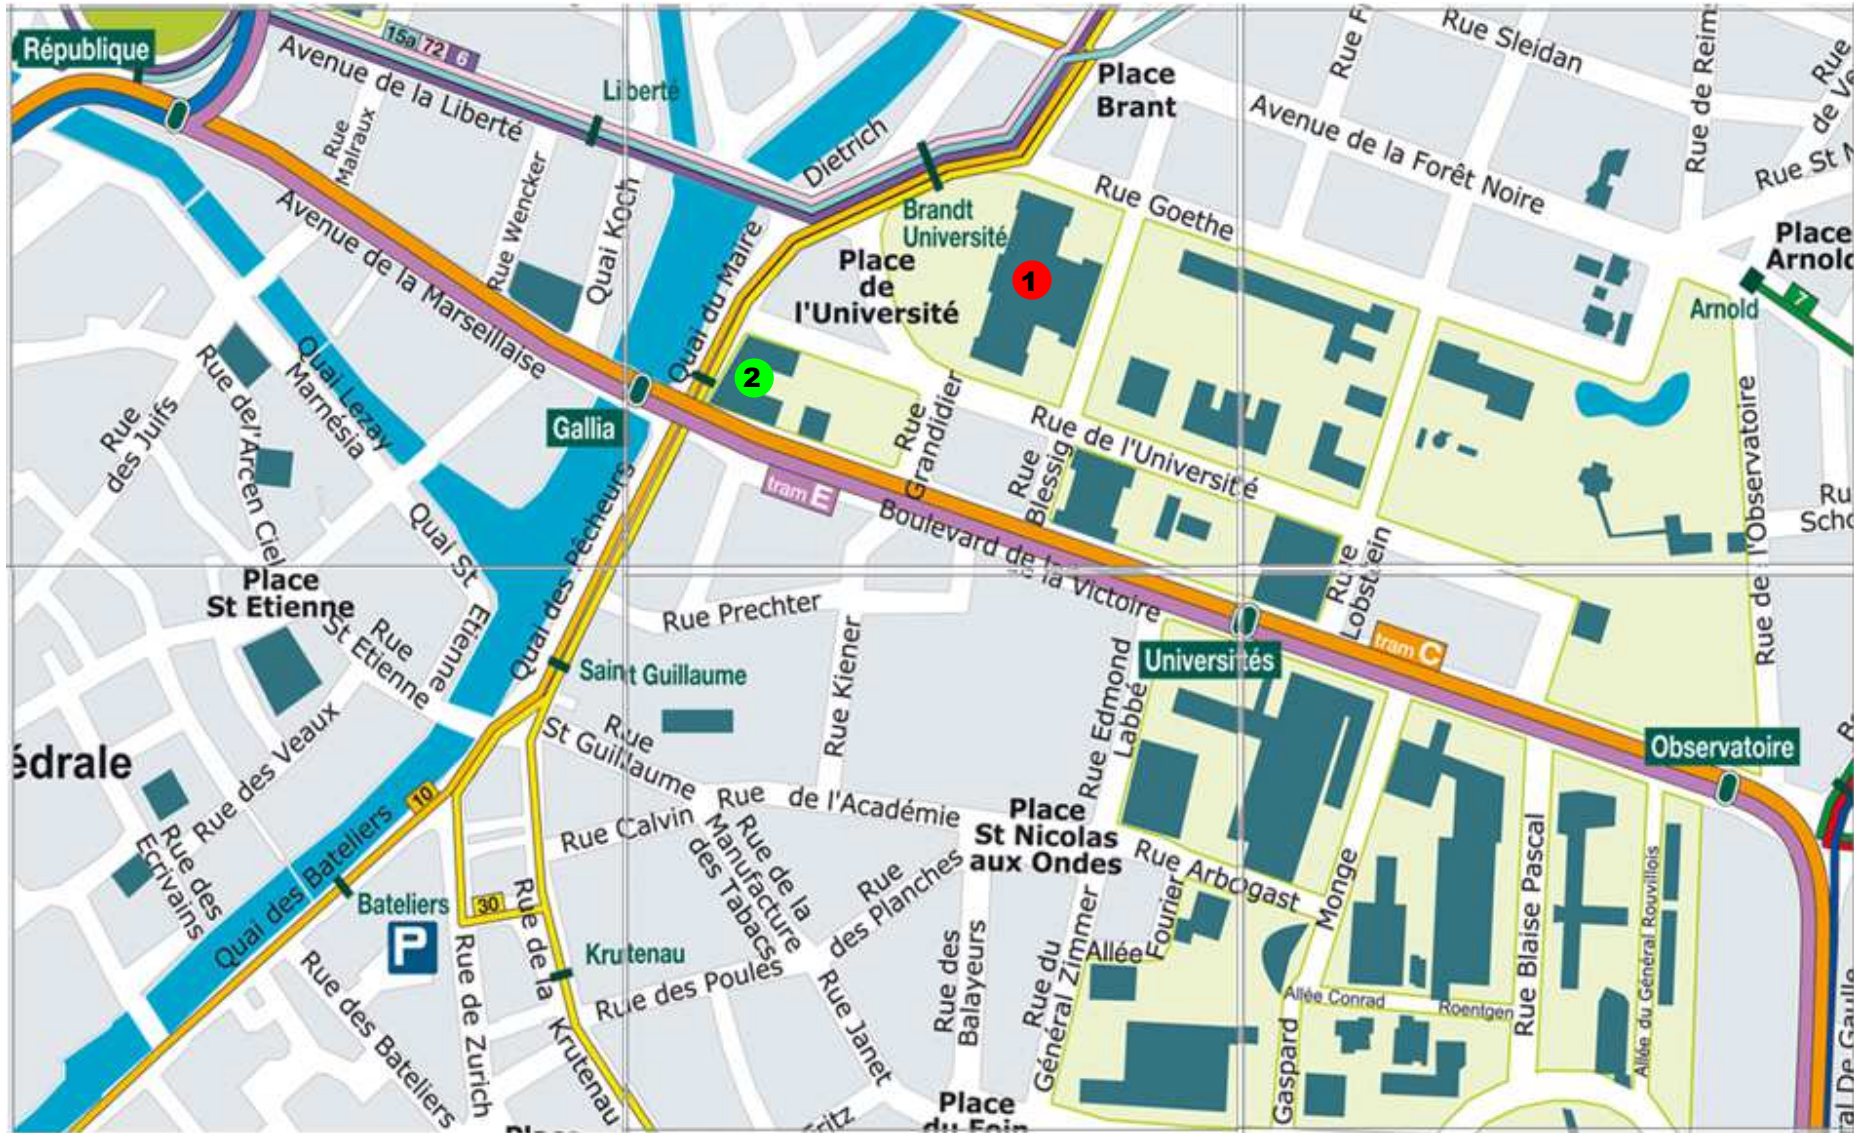 République
15a 72 6
Avenue de la Liberté
Liberté
Place
Brant
Rue Sleidan
Rue de Reims
Avenue de la Forêt Noire
Rue
Malraux
Dietrich
Rue Wencker
Quai Koch
Avenue de la Marseillaise
Brandt
Université
Rue Goethe
Place
de
l'Université
1
Place
Arnold
7
Arnold
Quai du Maire
2
Gallia
Quai Lezay
Marnésia
Rue de l'Arc en Ciel
Rue
des Juifs
Rue
Grandidier
Rue
Blessig
Rue de l'Université
Rue de l'Observatoire
tram E
Boulevard de la Victoire
Quai St Etienne
Quai des Pêcheurs
Place
St Etienne
Rue
St Etienne
Rue Prechter
Rue Kiener
Rue
Lobstein
Saint Guillaume
Rue
St Guillaume
Rue Edmond
Labbé
Universités
tram C
Observatoire
édrale
Rue des Veaux
10
Rue de l'Académie
Rue Calvin
Place
St Nicolas
aux Ondes
Rue des
Ecrivains
Quai des Bateliers
Bateliers
30
P
Rue de la
Manufacture
des Tabacs
Rue
des Planches
Rue Arbogast
Monge
Rue Blaise Pascal
Allée du Général Rouvillois
Krutenau
Rue de la Krutenau
Rue de Zurich
Rue des Bateliers
Rue des Poules
Rue Janet
Rue des
Balayeurs
Rue du
Général Zimmer
Allée
Fourier
Allée Conrad
Roentgen
Gaspard
Place
du Foin